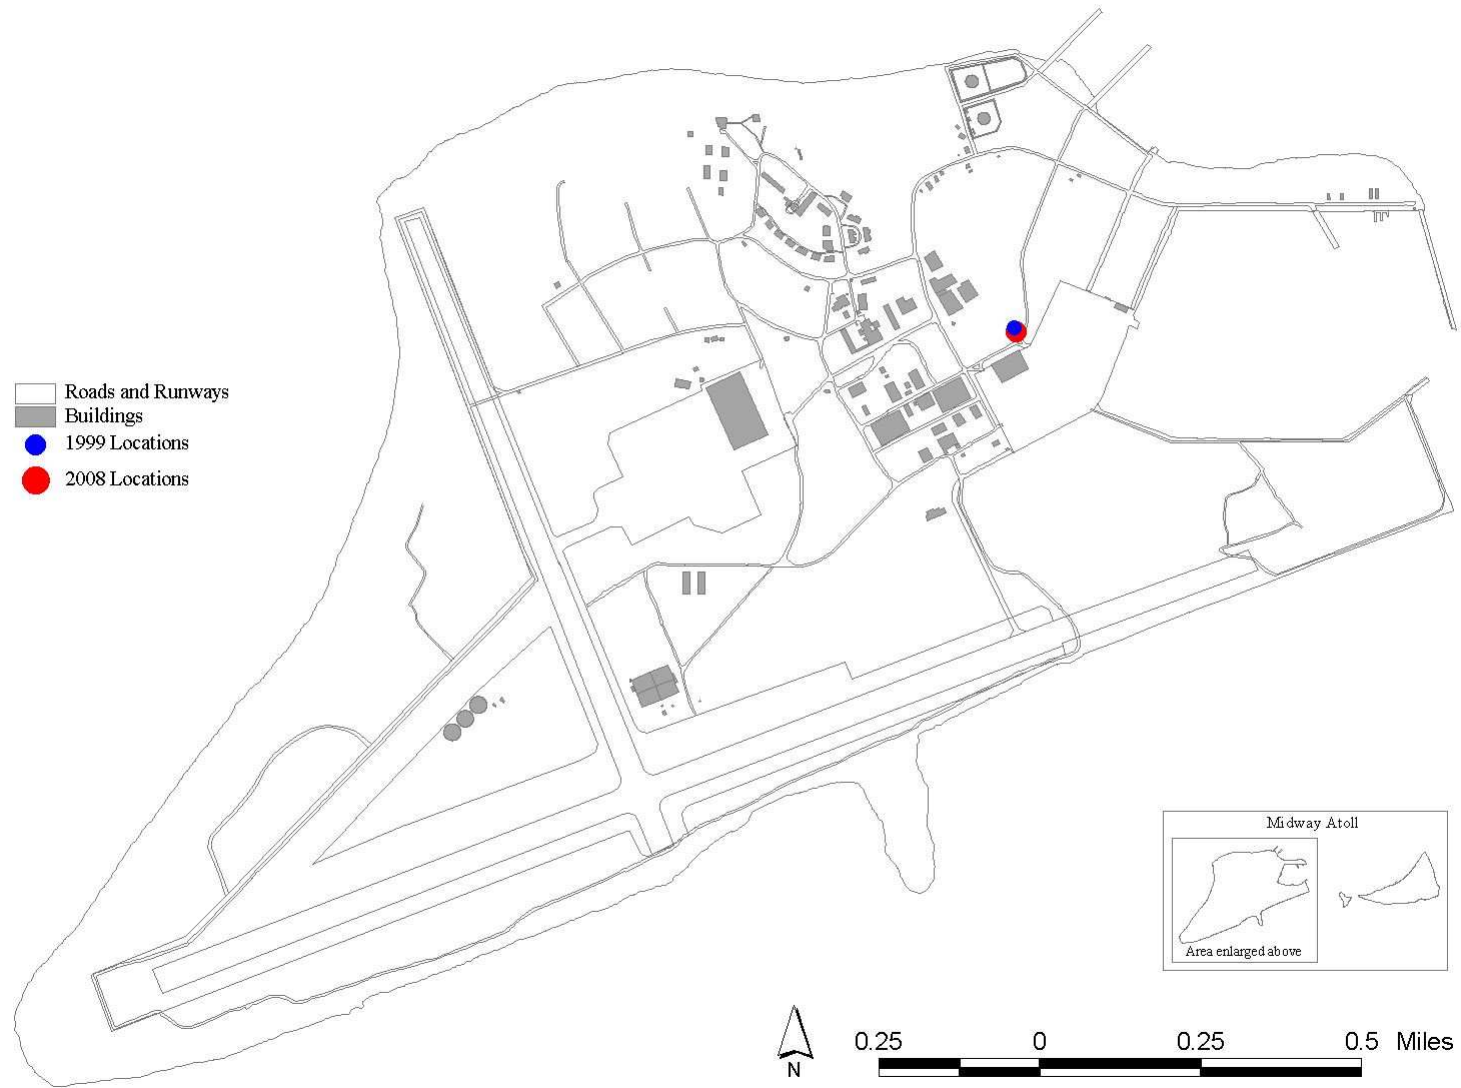 Roads and Runways
Buildings
1999 Locations
2008 Locations
Midway Atoll
Area enlarged above
N
0.25 0 0.25 0.5 Miles